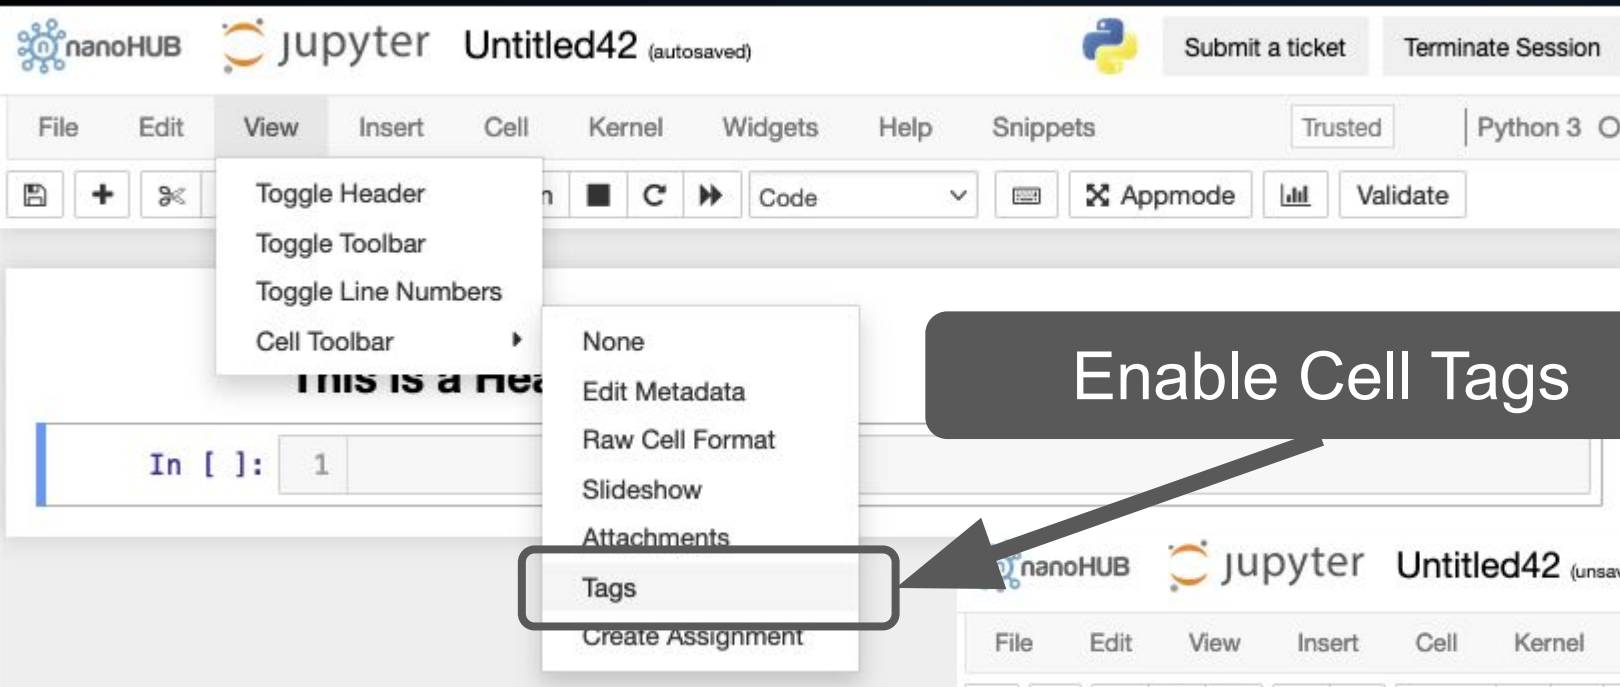 nanoHUB jupyter Untitled42 (autosaved) Submit a ticket Terminate Session
File Edit View Insert Cell Kernel Widgets Help Snippets Trusted Python 3
Code Appmode Validate
Toggle Header
Toggle Toolbar
Toggle Line Numbers
Cell Toolbar
None
Edit Metadata
Raw Cell Format
Slideshow
Attachments
Tags
Create Assignment
Enable Cell Tags
This is a
In [ ]: 1
nanoHUB jupyter Untitled42
File Edit View Insert Cell Kernel